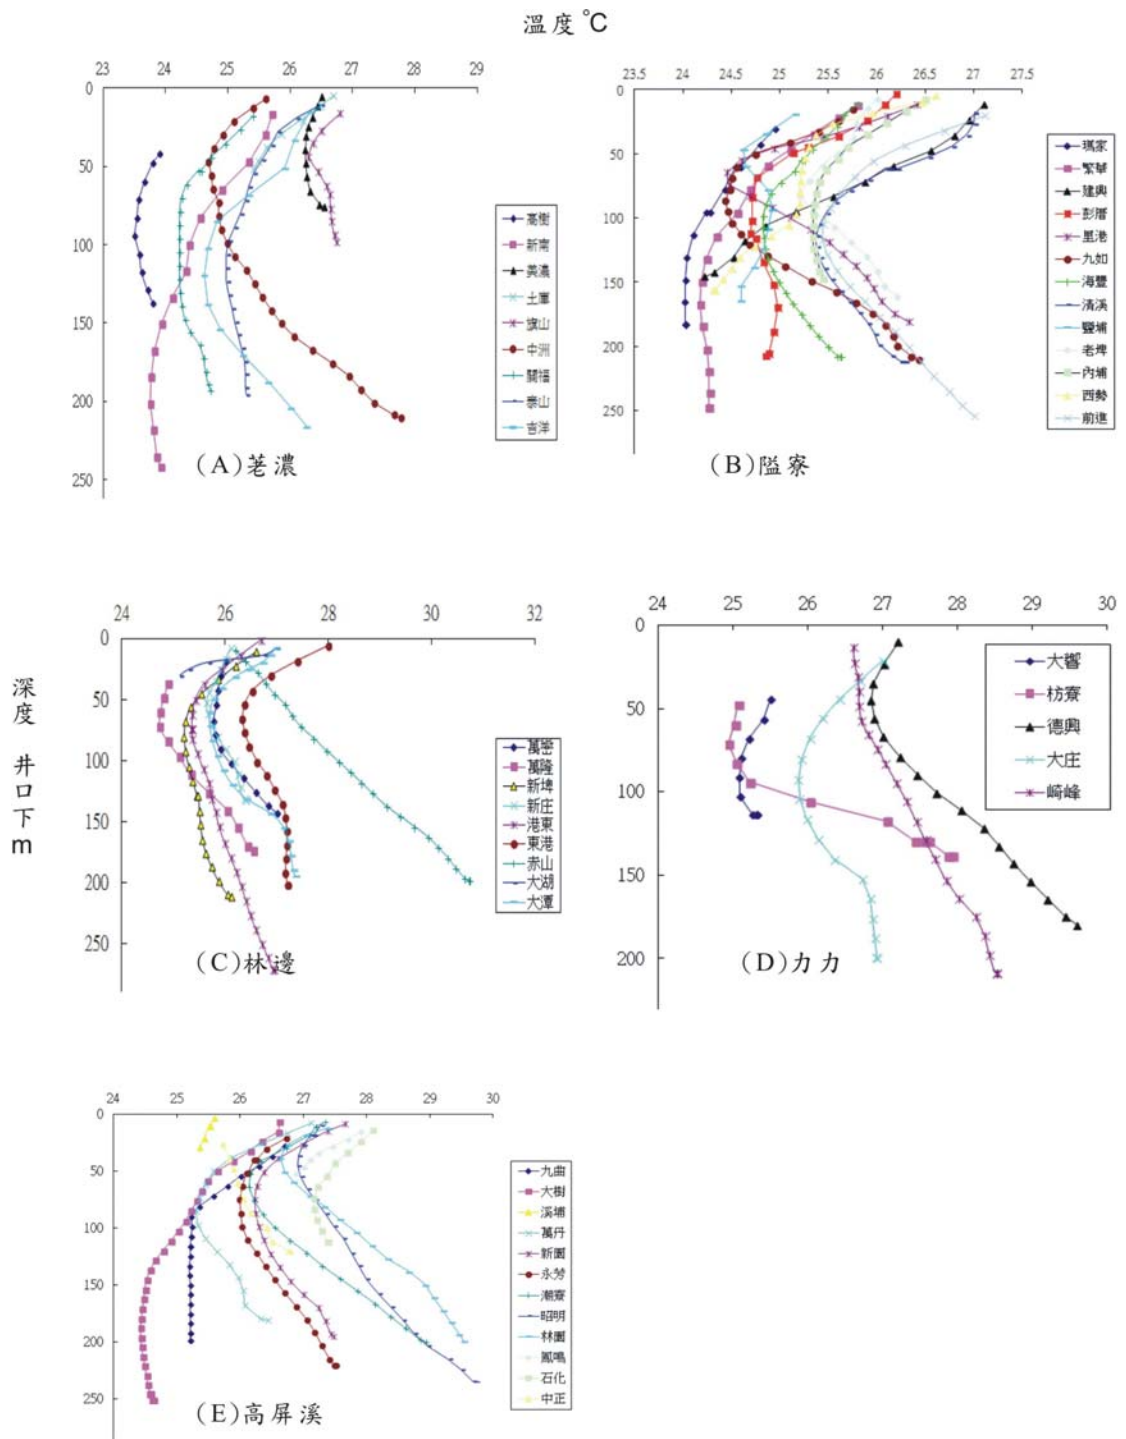 溫度 °C
23 24 25 26 27 28 29
0
50
100
150
200
250
高樹
新南
美濃
土庫
旗山
中洲
關福
泰山
吉洋
(A)荖濃
23.5 24 24.5 25 25.5 26 26.5 27 27.5
0
50
100
150
200
250
瑪家
繁華
建興
彭厝
里港
九如
海豐
清溪
鹽埔
老埤
內埔
西勢
前進
(B)隘寮
深度 井口下m
24 26 28 30 32
0
50
100
150
200
250
萬巒
萬隆
新埤
新庄
港東
東港
赤山
大湖
大潭
(C)林邊
24 25 26 27 28 29 30
0
50
100
150
200
大響
枋寮
德興
大庄
崎峰
(D)力力
24 25 26 27 28 29 30
0
50
100
150
200
250
九曲
大樹
溪埔
萬丹
新園
永芳
潮寮
昭明
林園
鳳鳴
石化
中正
(E)高屏溪